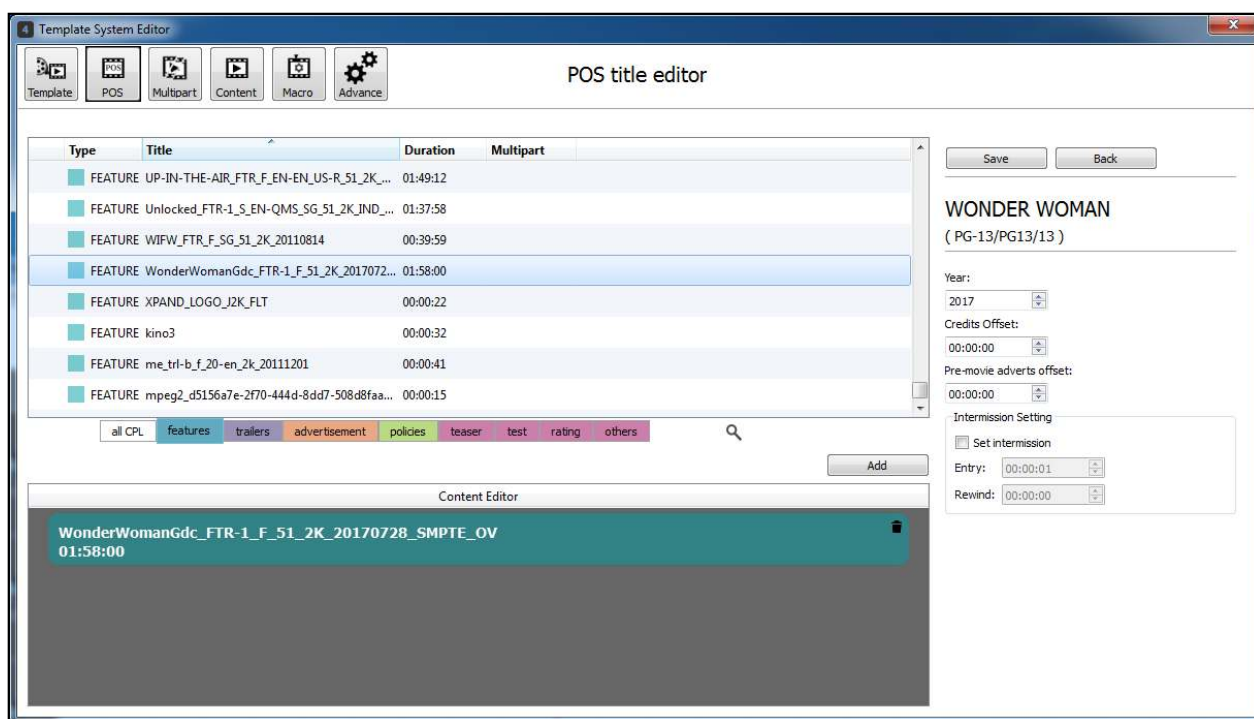 4 Template System Editor
X
POS
Template POS Multipart Content Macro Advance
POS title editor
Type Title Duration Multipart
FEATURE UP-IN-THE-AIR_FTR_F_EN-EN_US-R_51_2K_... 01:49:12
FEATURE Unlocked_FTR-1_S_EN-QMS_SG_51_2K_IND_... 01:37:58
FEATURE WIFW_FTR_F_SG_51_2K_20110814 00:39:59
FEATURE WonderWomanGdc_FTR-1_F_51_2K_2017072... 01:58:00
FEATURE XPAND_LOGO_J2K_FLT 00:00:22
FEATURE kino3 00:00:32
FEATURE me_trl-b_f_20-en_2k_20111201 00:00:41
FEATURE mpeg2_d5156a7e-2f70-444d-8dd7-508d8faa... 00:00:15
all CPL features trailers advertisement policies teaser test rating others
Add
Content Editor
WonderWomanGdc_FTR-1_F_51_2K_20170728_SMPTE_OV
01:58:00
Save Back
WONDER WOMAN
( PG-13/PG13/13 )
Year:
2017
Credits Offset:
00:00:00
Pre-movie adverts offset:
00:00:00
Intermission Setting
Set intermission
Entry: 00:00:01
Rewind: 00:00:00